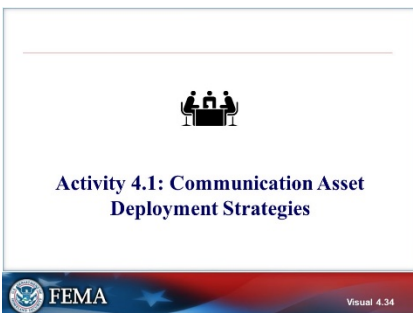 Activity 4.1: Communication Asset
Deployment Strategies
FEMA
Visual 4.34